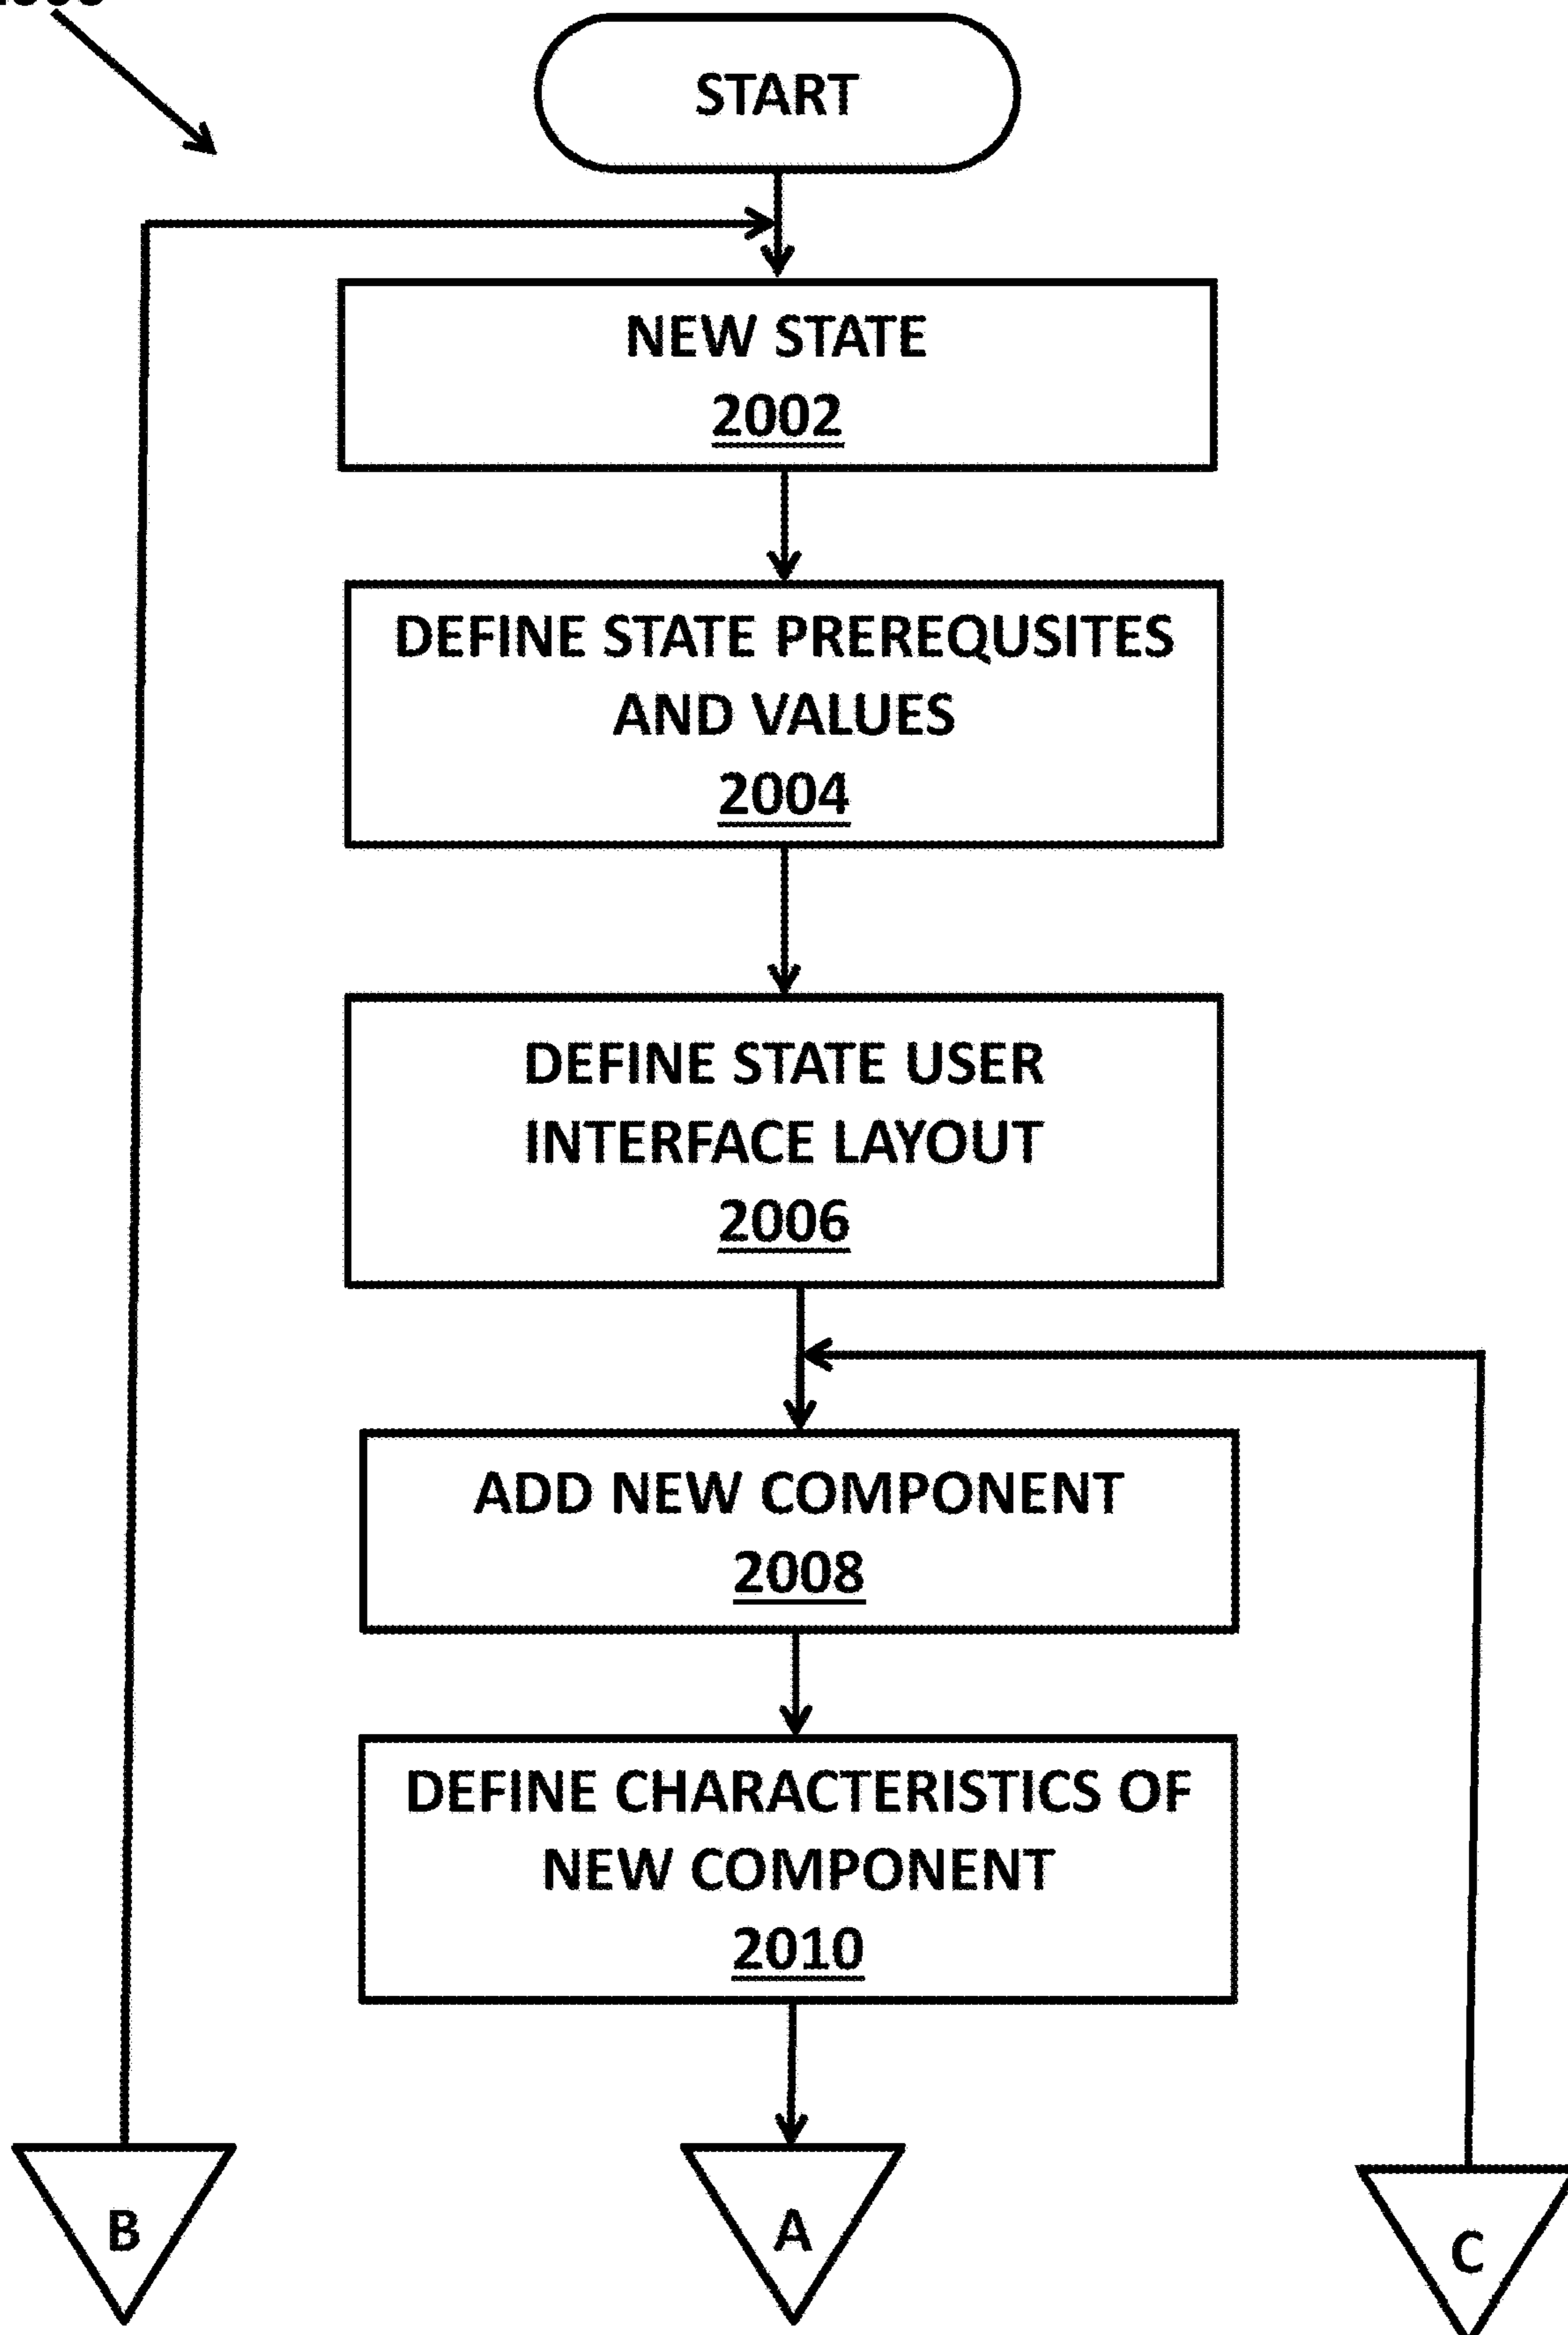 START
NEW STATE
2002
DEFINE STATE PREREQUSITES
AND VALUES
2004
DEFINE STATE USER
INTERFACE LAYOUT
2006
ADD NEW COMPONENT
2008
DEFINE CHARACTERISTICS OF
NEW COMPONENT
2010
B
A
C